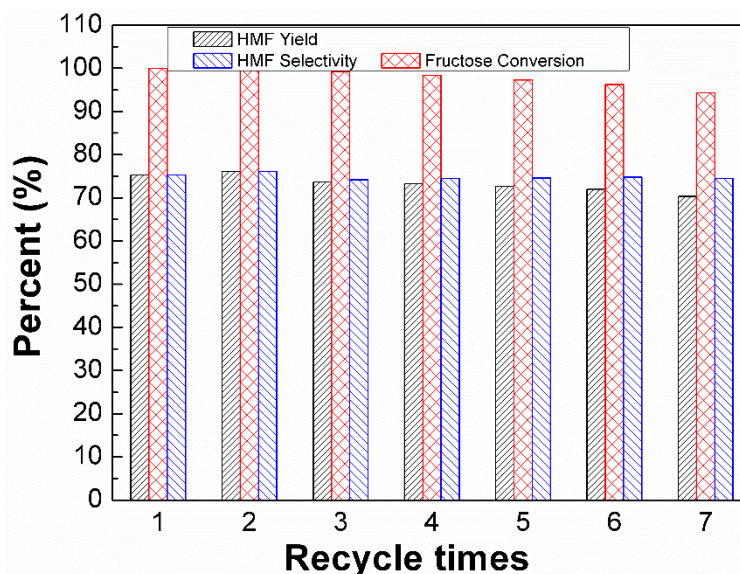 110
100
90
80
70
60
50
40
30
20
10
0
Percent (%)
HMF Yield
HMF Selectivity Fructose Conversion
1 2 3 4 5 6 7
Recycle times